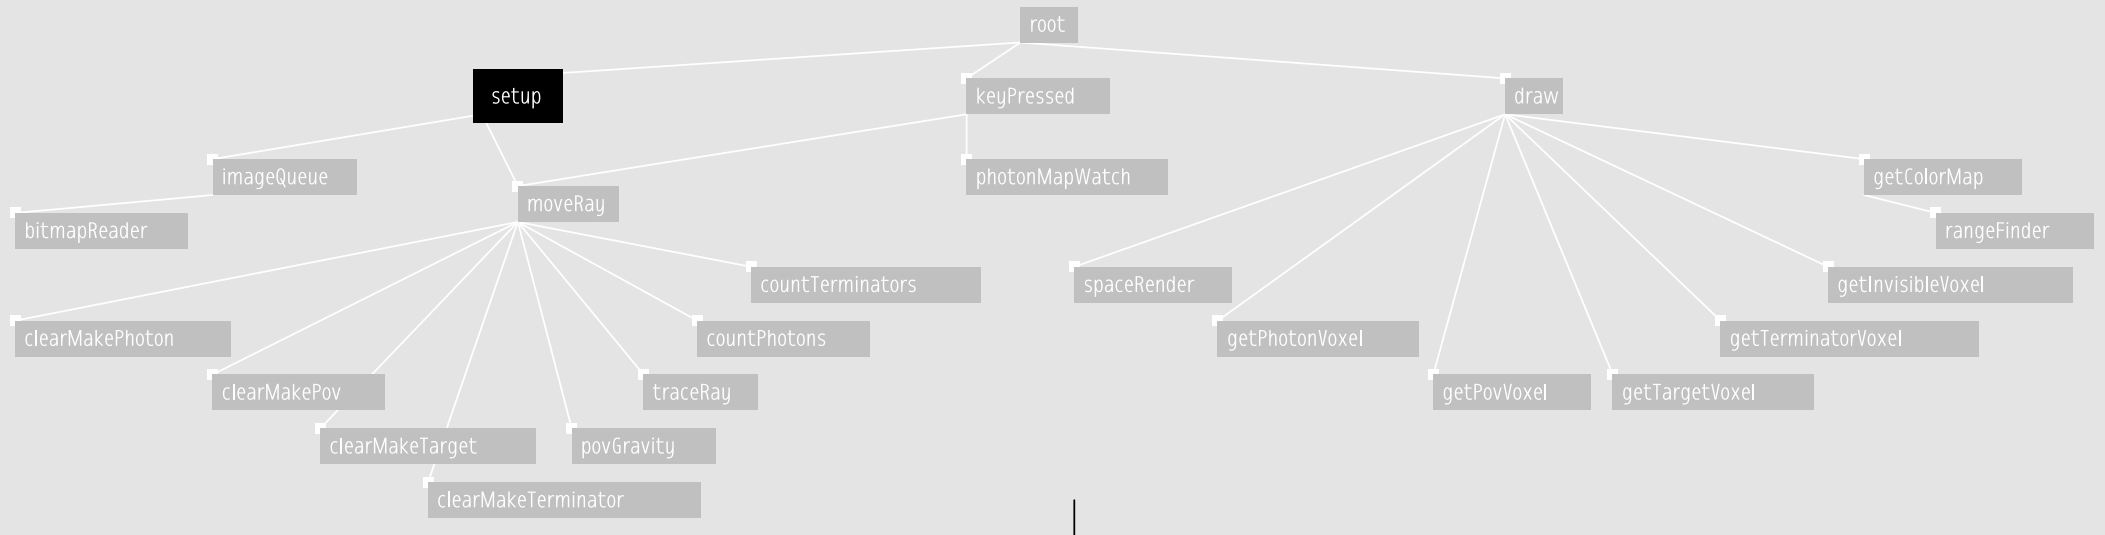 root
setup
keyPressed
draw
imageQueue
photonMapWatch
getColorMap
moveRay
bitmapReader
rangeFinder
countTerminators
spaceRender
getInvisibleVoxel
clearMakePhoton
countPhotons
getPhotonVoxel
getTerminatorVoxel
clearMakePov
traceRay
getPovVoxel
getTargetVoxel
clearMakeTarget
povGravity
clearMakeTerminator